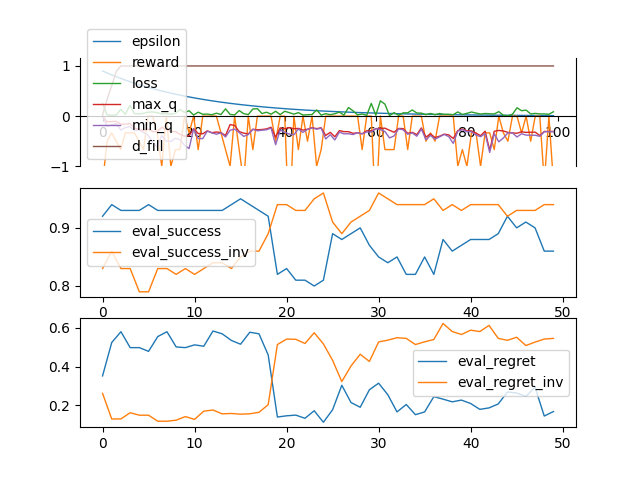 epsilon
reward
loss
max_q
min_q
d_fill
1
0
−1
0
20
40
60
80
100
eval_success
eval_success_inv
0.9
0.8
0
10
20
30
40
50
eval_regret
eval_regret_inv
0.6
0.4
0.2
0
10
20
30
40
50